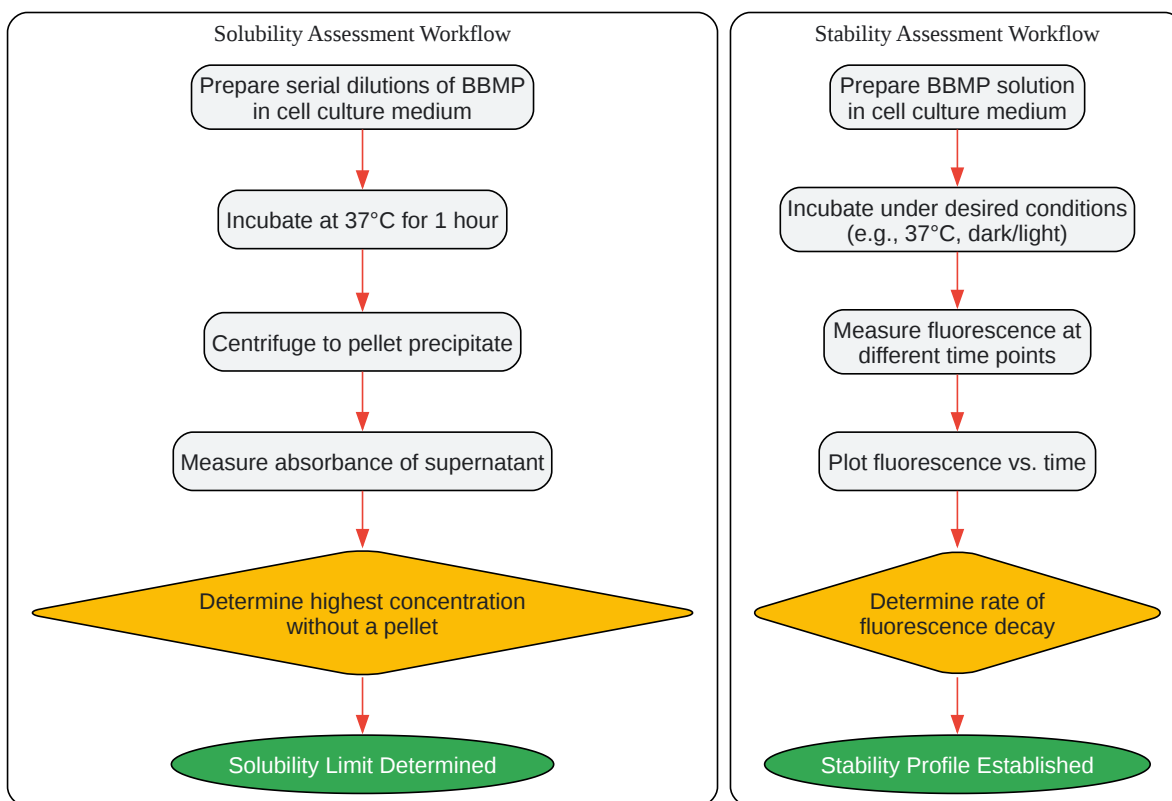 Solubility Assessment Workflow
Prepare serial dilutions of BBMP
in cell culture medium
Incubate at 37°C for 1 hour
Centrifuge to pellet precipitate
Measure absorbance of supernatant
Determine highest concentration
without a pellet
Solubility Limit Determined
Stability Assessment Workflow
Prepare BBMP solution
in cell culture medium
Incubate under desired conditions
(e.g., 37°C, dark/light)
Measure fluorescence at
different time points
Plot fluorescence vs. time
Determine rate of
fluorescence decay
Stability Profile Established